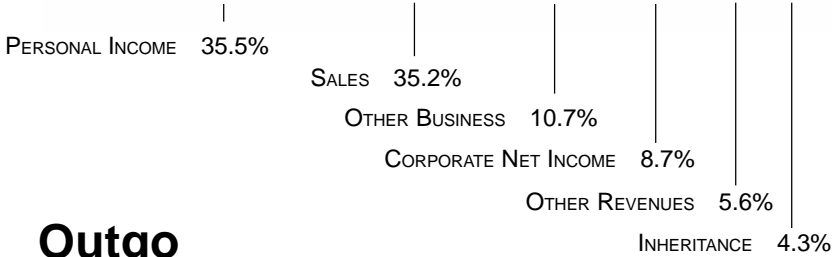 Personal Income 35.5%
Sales 35.2%
Other Business 10.7%
Corporate Net Income 8.7%
Other Revenues 5.6%
Inheritance 4.3%
Outgo